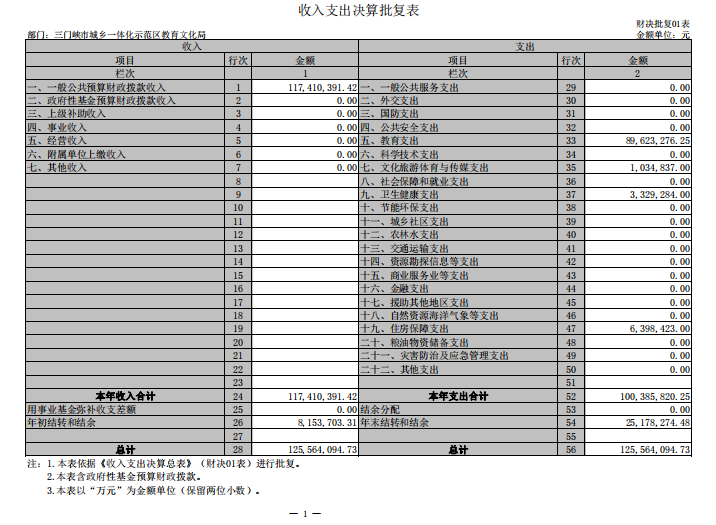 收入支出决算批复表
财决批复01表
部门：三门峡市城乡一体化示范区教育文化局 金额单位：元
收入 支出
项目 行次 金额 项目 行次 金额
栏次 1 栏次 2
一、一般公共预算财政拨款收入 1 117,410,391.42 一、一般公共服务支出 29 0.00
二、政府性基金预算财政拨款收入 2 0.00 二、外交支出 30 0.00
三、上级补助收入 3 0.00 三、国防支出 31 0.00
四、事业收入 4 0.00 四、公共安全支出 32 0.00
五、经营收入 5 0.00 五、教育支出 33 89,623,276.25
六、附属单位上缴收入 6 0.00 六、科学技术支出 34 0.00
七、其他收入 7 0.00 七、文化旅游体育与传媒支出 35 1,034,837.00
8 八、社会保障和就业支出 36 0.00
9 九、卫生健康支出 37 3,329,284.00
10 十、节能环保支出 38 0.00
11 十一、城乡社区支出 39 0.00
12 十二、农林水支出 40 0.00
13 十三、交通运输支出 41 0.00
14 十四、资源勘探信息等支出 42 0.00
15 十五、商业服务业等支出 43 0.00
16 十六、金融支出 44 0.00
17 十七、援助其他地区支出 45 0.00
18 十八、自然资源海洋气象等支出 46 0.00
19 十九、住房保障支出 47 6,398,423.00
20 二十、粮油物资储备支出 48 0.00
21 二十一、灾害防治及应急管理支出 49 0.00
22 二十二、其他支出 50 0.00
23 51
本年收入合计 24 117,410,391.42 本年支出合计 52 100,385,820.25
用事业基金弥补收支差额 25 0.00 结余分配 53 0.00
年初结转和结余 26 8,153,703.31 年末结转和结余 54 25,178,274.48
27 55
总计 28 125,564,094.73 总计 56 125,564,094.73
注：1.本表依据《收入支出决算总表》（财决01表）进行批复。
2.本表含政府性基金预算财政拨款。
3.本表以“万元”为金额单位（保留两位小数）。
— 1 —